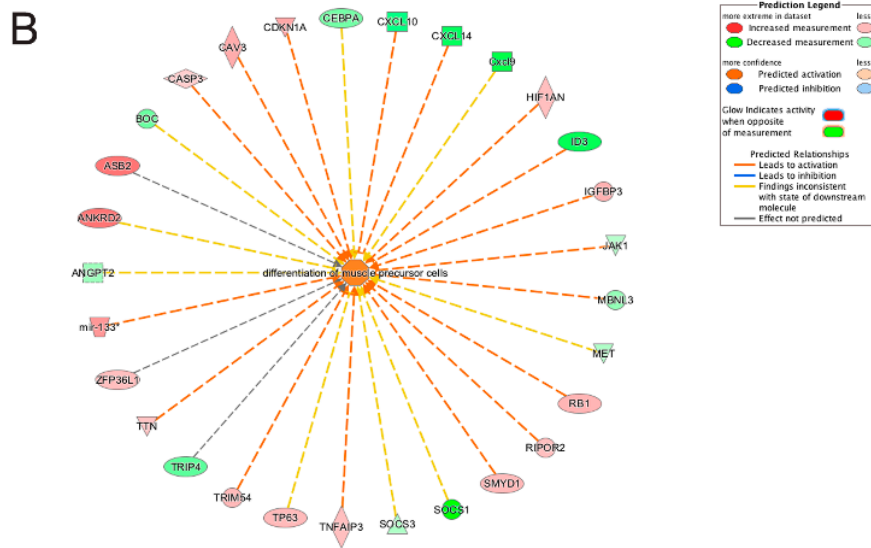 B
CEBPA
CXCL10
CDKN1A
CXCL14
CAV3
Cxcl9
CASP3
HIF1AN
BOC
ID3
ASB2
IGFBP3
ANKRD2
JAK1
ANGPT2
differentiation of muscle precursor cells
mir-133*
MBNL3
ZFP36L1
MET
TTN
RB1
TRIP4
RIPOR2
TRIM54
SMYD1
TP63
TNFAIP3
SOCS3
SOCS1
Prediction Legend
more extreme in dataset less
Increased measurement
Decreased measurement
more confidence less
Predicted activation
Predicted inhibition
Glow Indicates activity
when opposite
of measurement
Predicted Relationships
Leads to activation
Leads to inhibition
Findings inconsistent
with state of downstream
molecule
Effect not predicted